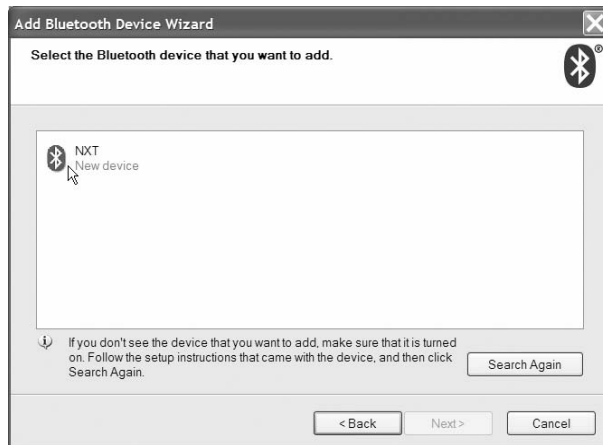 Add Bluetooth Device Wizard
Select the Bluetooth device that you want to add.
®
NXT
New device
If you don't see the device that you want to add, make sure that it is turned
on. Follow the setup instructions that came with the device, and then click
Search Again.
Search Again
< Back
Next >
Cancel